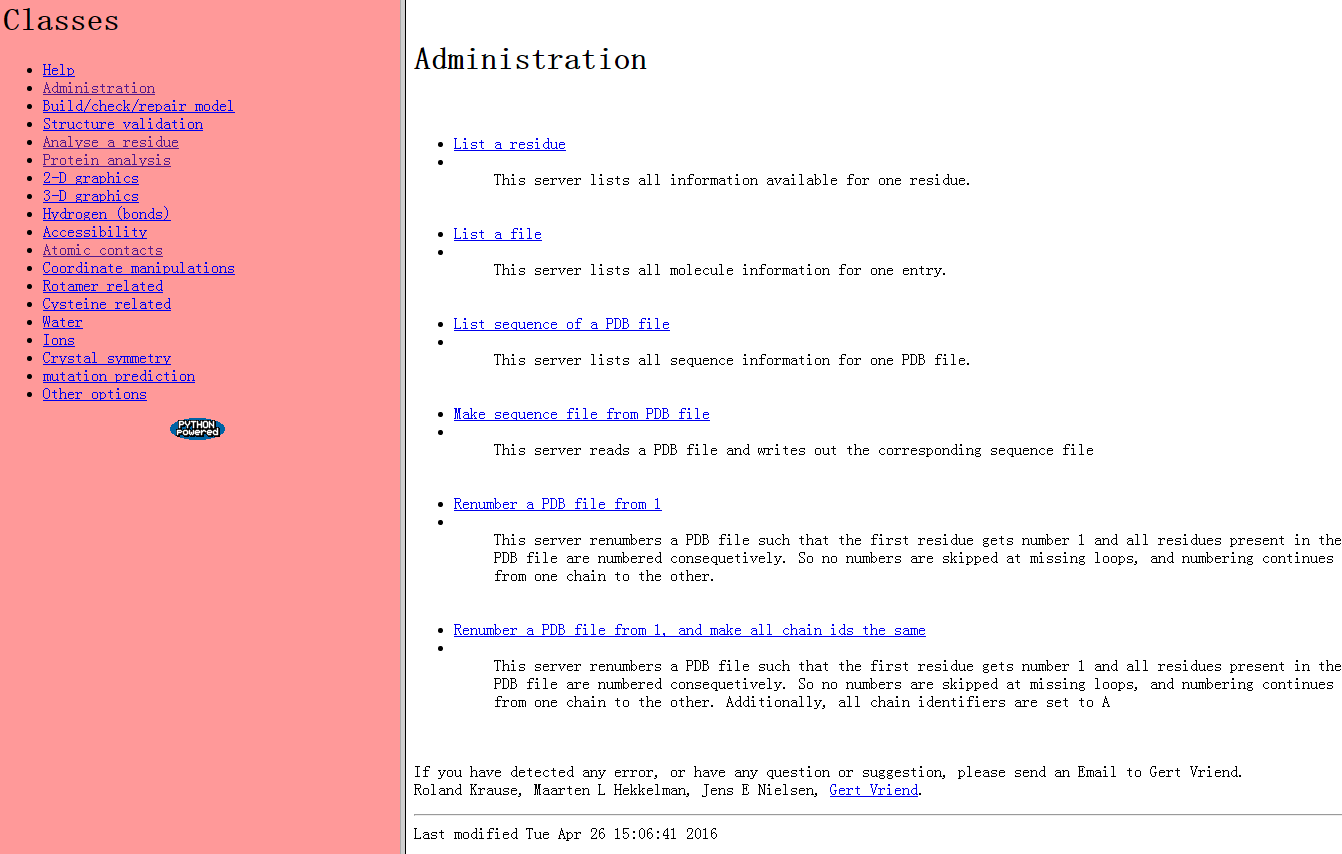 Classes
Help
Administration
Build/check/repair model
Structure validation
Analyse a residue
Protein analysis
2-D graphics
3-D graphics
Hydrogen (bonds)
Accessibility
Atomic contacts
Coordinate manipulations
Rotamer related
Cysteine related
Water
Ions
Crystal symmetry
mutation prediction
Other options
PYTHON
Powered
Administration
List a residue
This server lists all information available for one residue.
List a file
This server lists all molecule information for one entry.
List sequence of a PDB file
This server lists all sequence information for one PDB file.
Make sequence file from PDB file
This server reads a PDB file and writes out the corresponding sequence file
Renumber a PDB file from 1
This server renumbers a PDB file such that the first residue gets number 1 and all residues present in the
PDB file are numbered consequetively. So no numbers are skipped at missing loops, and numbering continues
from one chain to the other.
Renumber a PDB file from 1, and make all chain ids the same
This server renumbers a PDB file such that the first residue gets number 1 and all residues present in the
PDB file are numbered consequetively. So no numbers are skipped at missing loops, and numbering continues
from one chain to the other. Additionally, all chain identifiers are set to A
If you have detected any error, or have any question or suggestion, please send an Email to Gert Vriend.
Roland Krause, Maarten L Hekkelman, Jens E Nielsen, Gert Vriend.
Last modified Tue Apr 26 15:06:41 2016